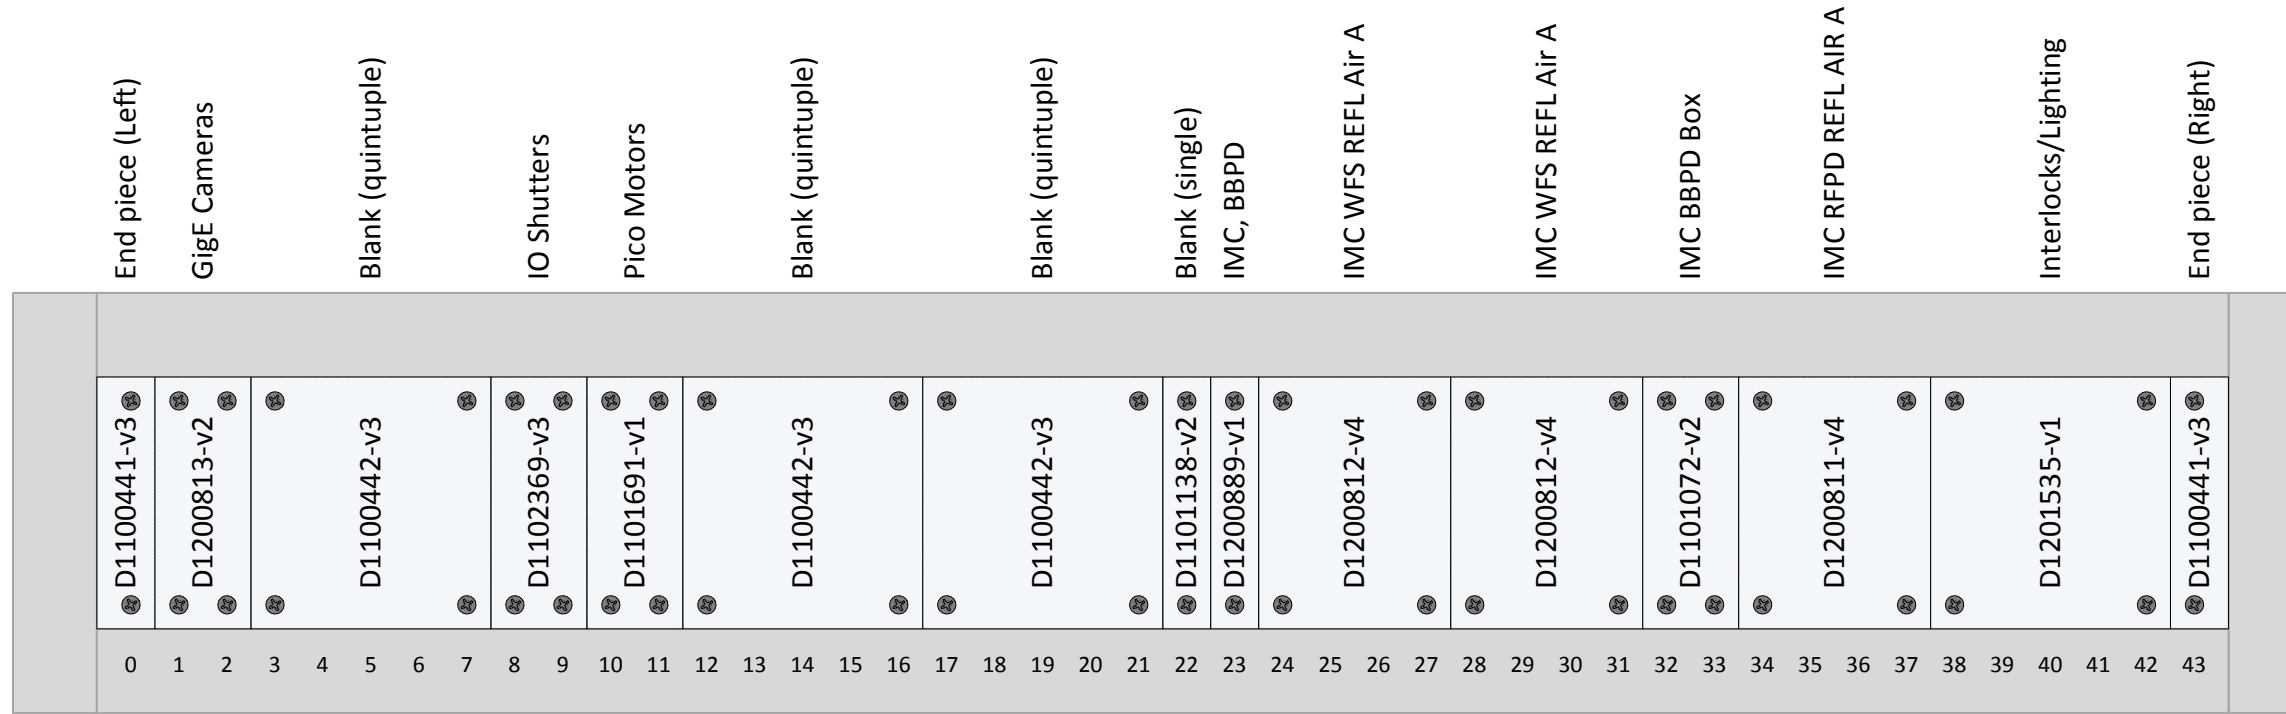 End piece (Left)
GigE Cameras
Blank (quintuple)
IO Shutters
Pico Motors
Blank (quintuple)
Blank (quintuple)
Blank (single)
IMC, BBPD
IMC WFS REFL Air A
IMC WFS REFL Air A
IMC BBPD Box
IMC RFPD REFL AIR A
Interlocks/Lighting
End piece (Right)
D1100441-v3
D1200813-v2
D1100442-v3
D11102369-v3
D1101691-v1
D1100442-v3
D1100442-v3
D1101138-v2
D1200889-v1
D1200812-v4
D1200812-v4
D1101072-v2
D1200811-v4
D1201535-v1
D1100441-v3
0 1 2 3 4 5 6 7 8 9 10 11 12 13 14 15 16 17 18 19 20 21 22 23 24 25 26 27 28 29 30 31 32 33 34 35 36 37 38 39 40 41 42 43